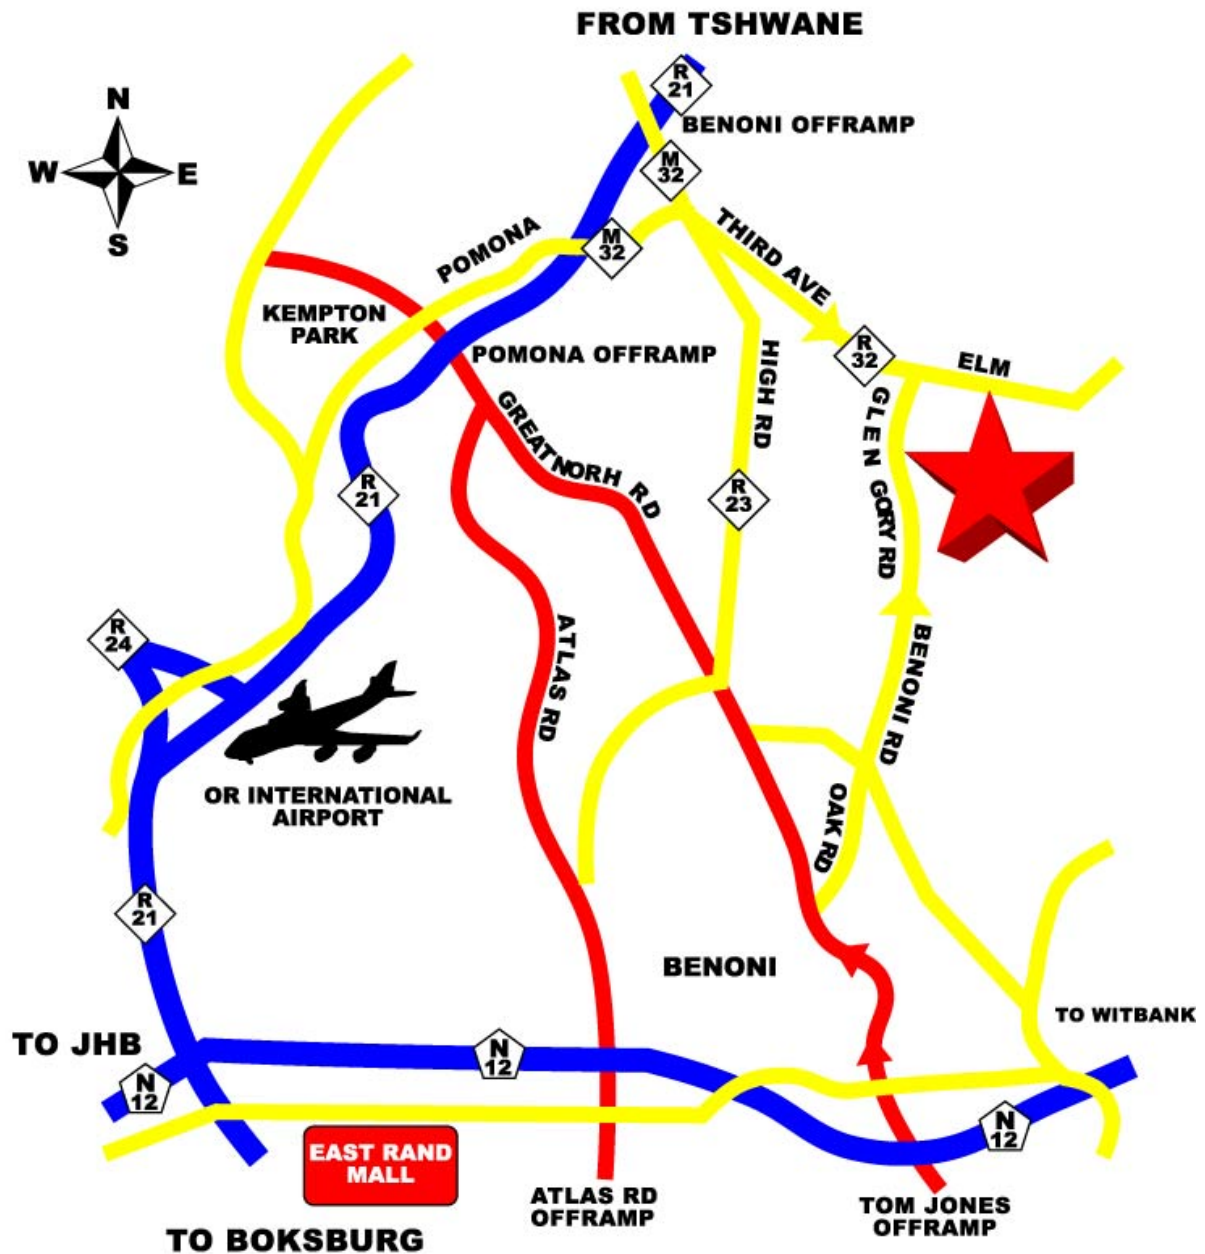 FROM TSHWANE
R
21
BENONI OFFRAMP
N
W
E
S
M
32
THIRD AVE
POMONA
M
32
KEMPTON
PARK
POMONA OFFRAMP
R
32
ELM
HIGH RD
GLEN GORY RD
GREATNORH RD
R
21
R
23
R
24
ATLAS RD
BENONI RD
OR INTERNATIONAL
AIRPORT
OAK RD
R
21
BENONI
TO WITBANK
TO JHB
N
12
N
12
N
12
EAST RAND
MALL
ATLAS RD
OFFRAMP
TOM JONES
OFFRAMP
TO BOKSBURG